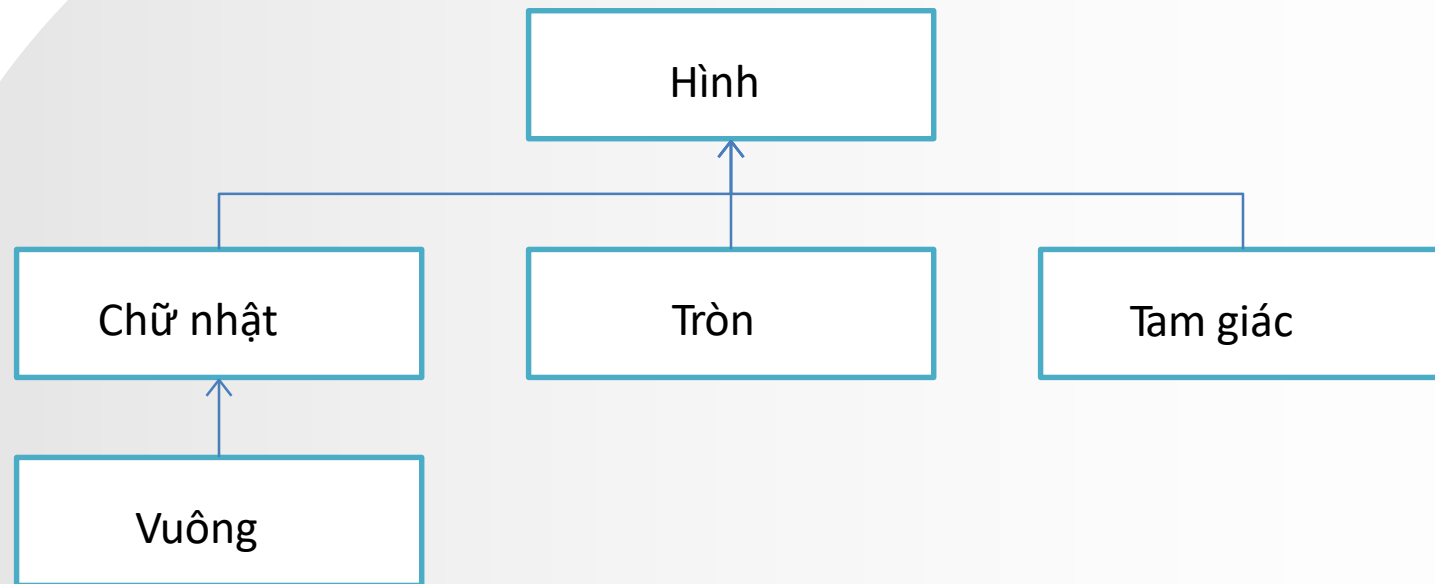 Hình
Chữ nhật
Tròn
Tam giác
Vuông